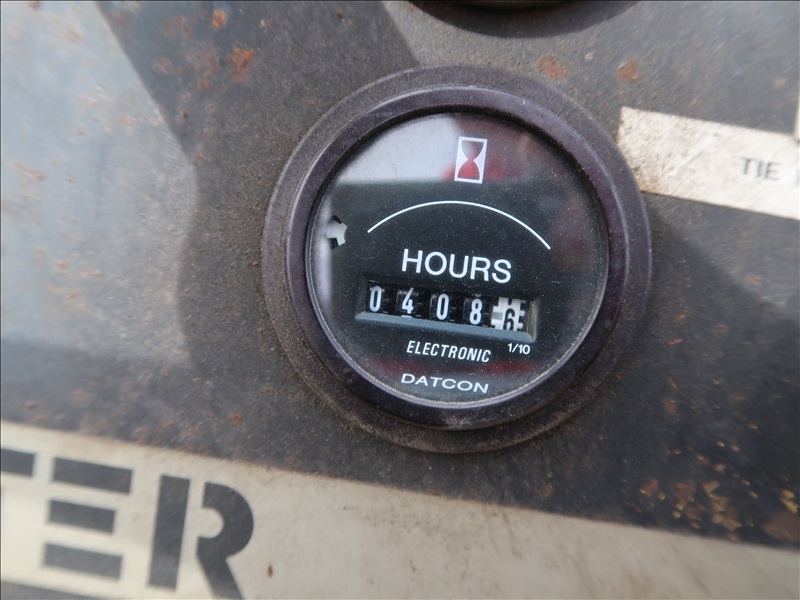 TIE
HOURS
04086
ELECTRONIC 1/10
DATCON
TER